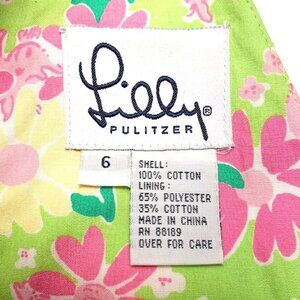 Lilly®
PULITZER
6
SHELL:
100% COTTON
LINING:
65% POLYESTER
35% COTTON
MADE IN CHINA
RN 88189
OVER FOR CARE